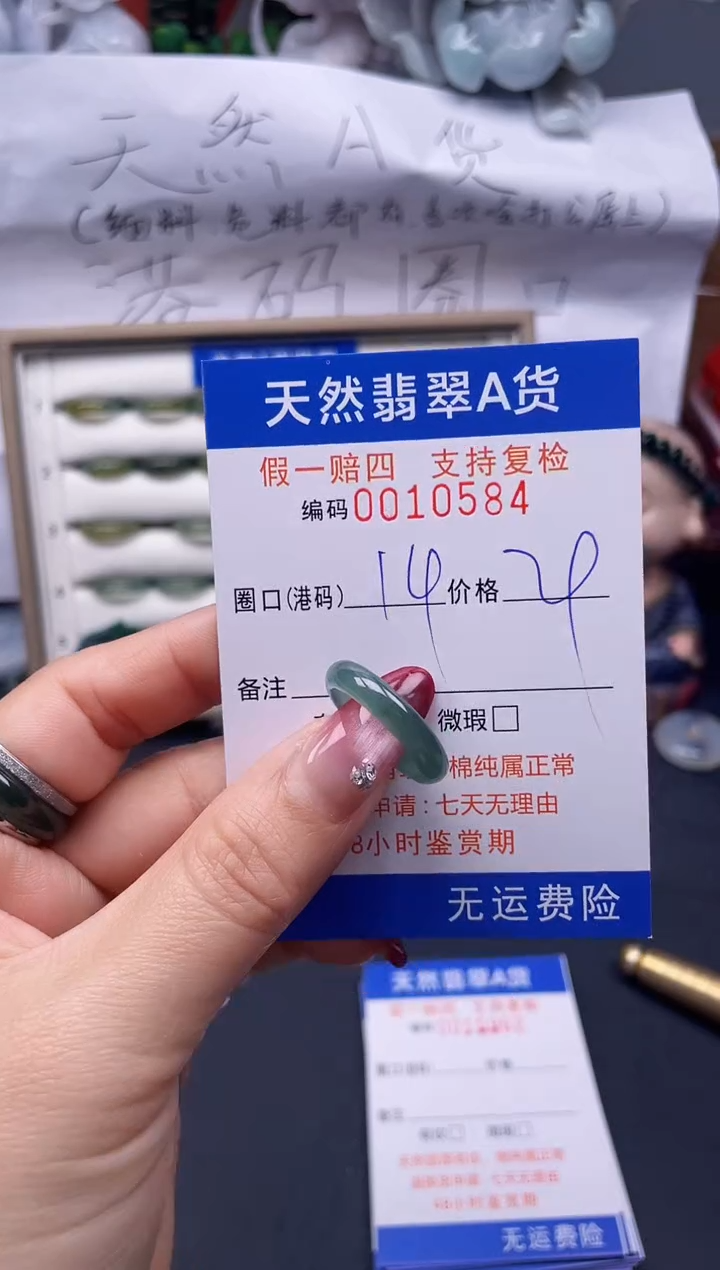 天然A货
港码圈口
天然翡翠A货
假一赔四 支持复检
编码0010584
圈口(港码) 14 价格
备注
微瑕□
棉纯属正常
申请:七天无理由
8小时鉴赏期
无运费险
天然翡翠A货
无运费险